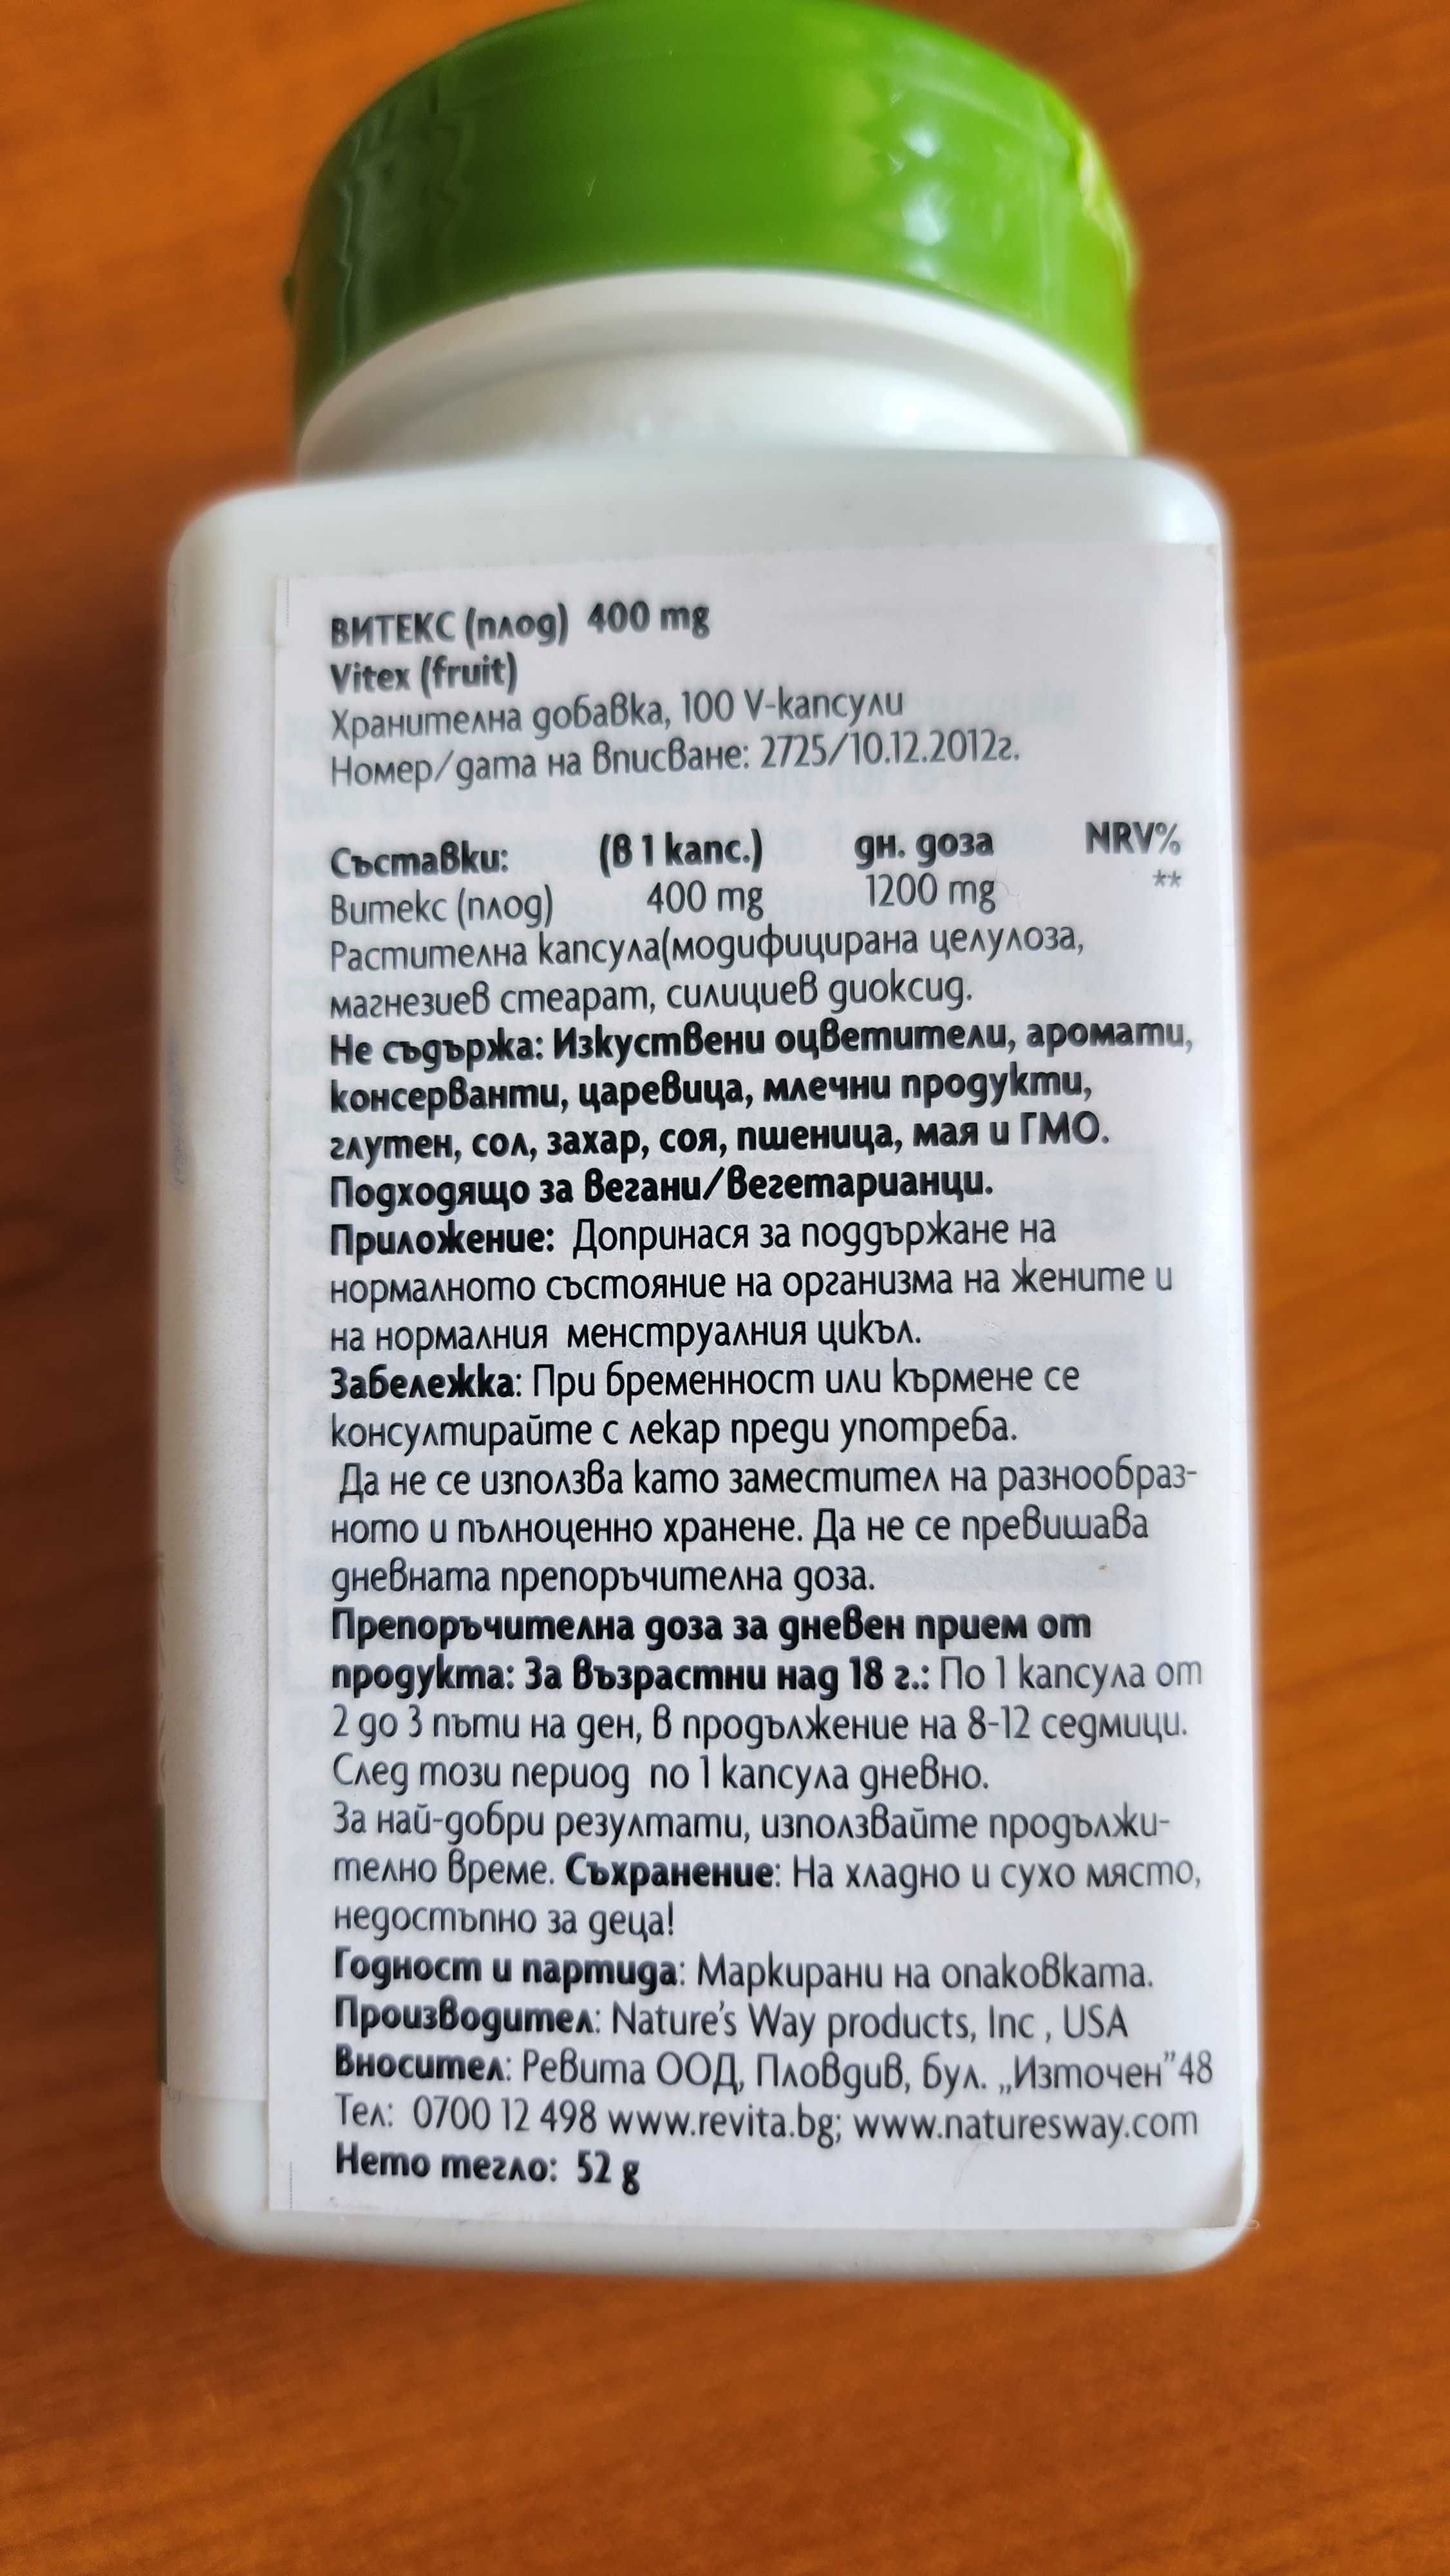 ВИТЕКС (плод) 400 mg
Vitex (fruit)
Хранителна добавка, 100 V-капсули
Номер/дата на вписване: 2725/10.12.2012г.
Съставки: (в 1 капс.) дн. доза NRV%
Витекс (плод) 400 mg 1200 mg **
Растителна капсула(модифицирана целулоза,
магнезиев стеарат, силициев диоксид.
Не съдържа: Изкуствени оцветители, аромати,
консерванти, царевица, млечни продукти,
глутен, сол, захар, соя, пшеница, мая и ГМО.
Подходящо за вегани/вегетарианци.
Приложение: Допринася за поддържане на
нормалното състояние на организма на жените и
на нормалния менструалния цикъл.
Забележка: При бременност или кърмене се
консултирайте с лекар преди употреба.
Да не се използва като заместител на разнообраз-
ното и пълноценно хранене. Да не се превишава
дневната препоръчителна доза.
Препоръчителна доза за дневен прием от
продукта: За възрастни над 18 г.: По 1 капсула от
2 до 3 пъти на ден, в продължение на 8-12 седмици.
След този период по 1 капсула дневно.
За най-добри резултати, използвайте продължи-
телно време. Съхранение: На хладно и сухо място,
недостъпно за деца!
Годност и партида: Маркирани на опаковката.
Производител: Nature's Way products, Inc , USA
Вносител: Ревита ООД, Пловдив, бул. „Източен" 48
Тел: 0700 12 498 www.revita.bg; www.naturesway.com
Нето тегло: 52 g